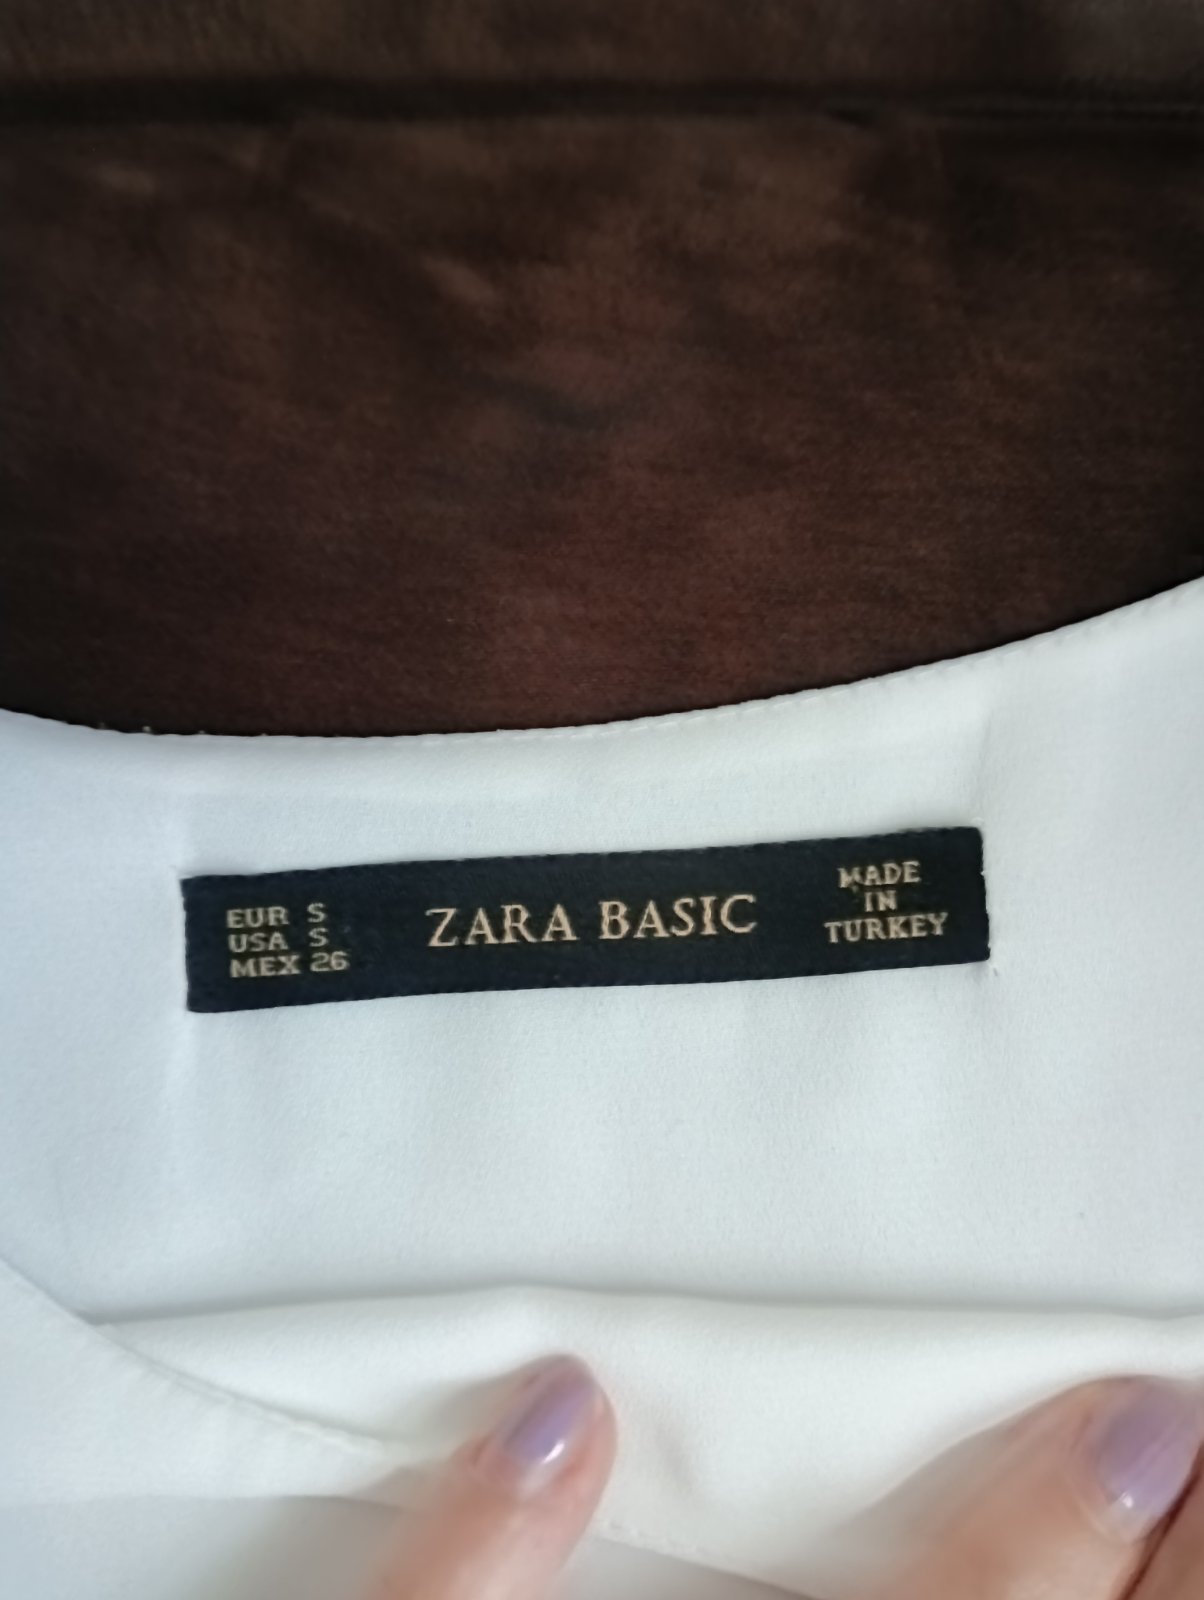 EUR S
USA S
MEX 26
ZARA BASIC
MADE
IN
TURKEY